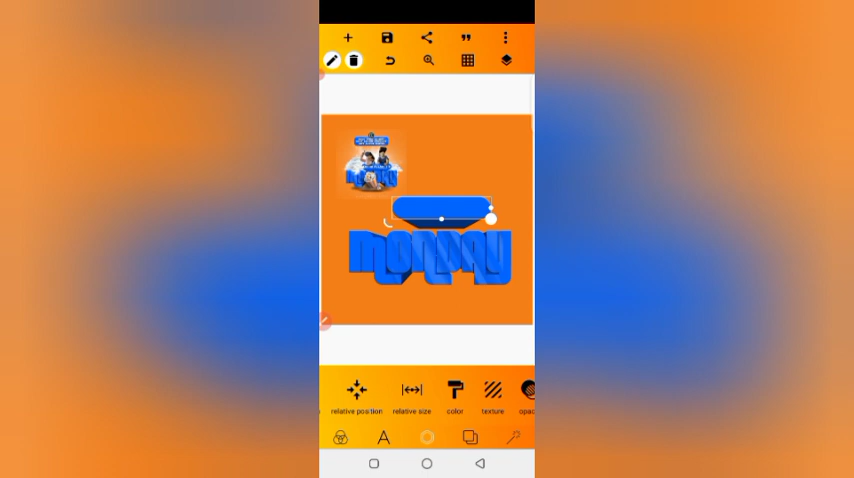 MONDAY
relative position
relative size
color
texture
opac
A